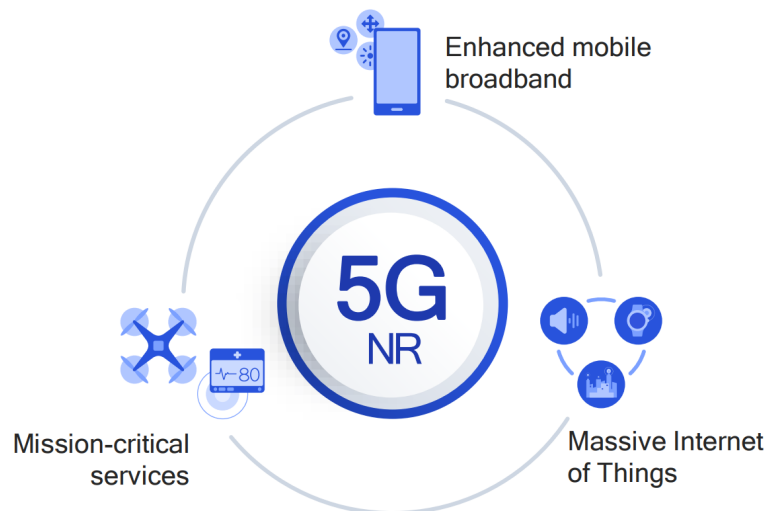 Enhanced mobile
broadband
5G
NR
80
Mission-critical
services
Massive Internet
of Things